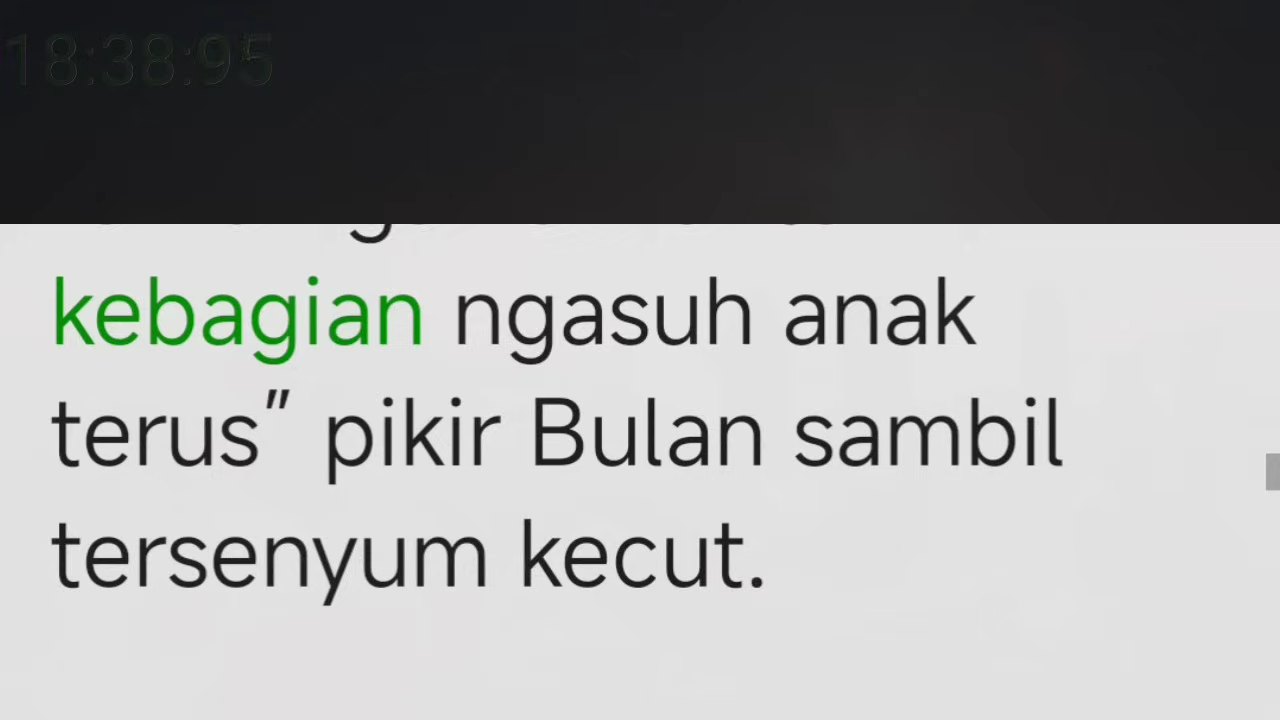 18:38:95
kebagian ngasuh anak
terus” pikir Bulan sambil
tersenyum kecut.